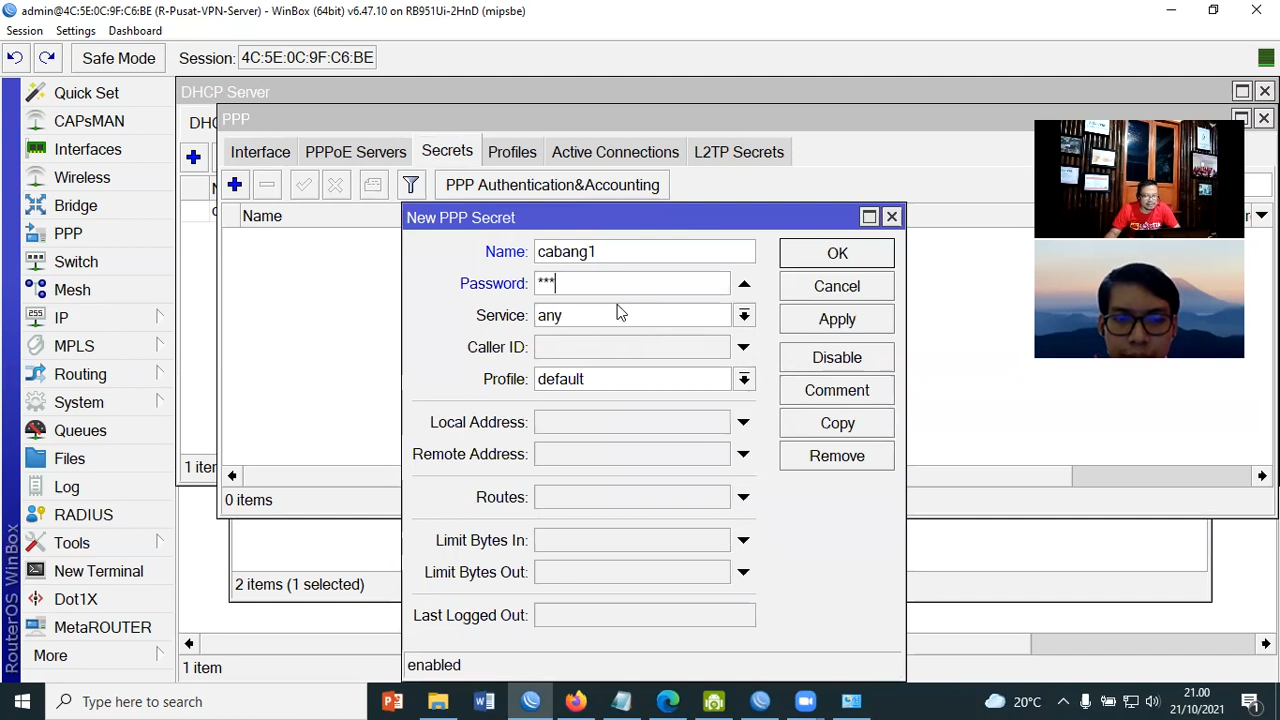 admin@4C:5E:0C:9F:C6:BE (R-Pusat-VPN-Server) - WinBox (64bit) v6.47.10 on RB951Ui-2HnD (mipsbe)
Session Settings Dashboard
Safe Mode Session: 4C:5E:0C:9F:C6:BE
Quick Set
CAPsMAN
Interfaces
Wireless
Bridge
PPP
Switch
Mesh
IP
MPLS
Routing
System
Queues
Files
Log
RADIUS
Tools
New Terminal
Dot1X
MetaROUTER
More
RouterOS WinBox
DHCP Server
DHC
1 iter
PPP
Interface PPPoE Servers Secrets Profiles Active Connections L2TP Secrets
PPP Authentication&Accounting
Name
0 items
New PPP Secret
Name: cabang1
Password: ***
Service: any
Caller ID:
Profile: default
Local Address:
Remote Address:
Routes:
Limit Bytes In:
Limit Bytes Out:
Last Logged Out:
enabled
OK
Cancel
Apply
Disable
Comment
Copy
Remove
2 items (1 selected)
1 item
Type here to search
20°C
21.00
21/10/2021